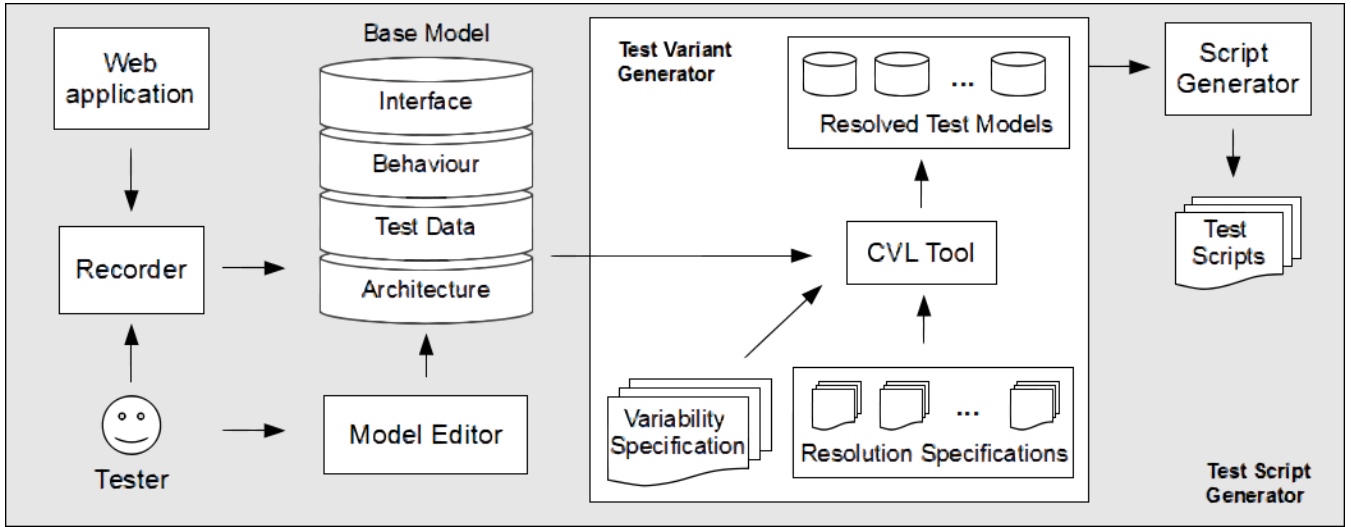 Web
application
Recorder
Tester
Base Model
Interface
Behaviour
Test Data
Architecture
Model Editor
Test Variant
Generator
...
Resolved Test Models
CVL Tool
Variability
Specification
...
Resolution Specifications
Script
Generator
Test
Scripts
Test Script
Generator